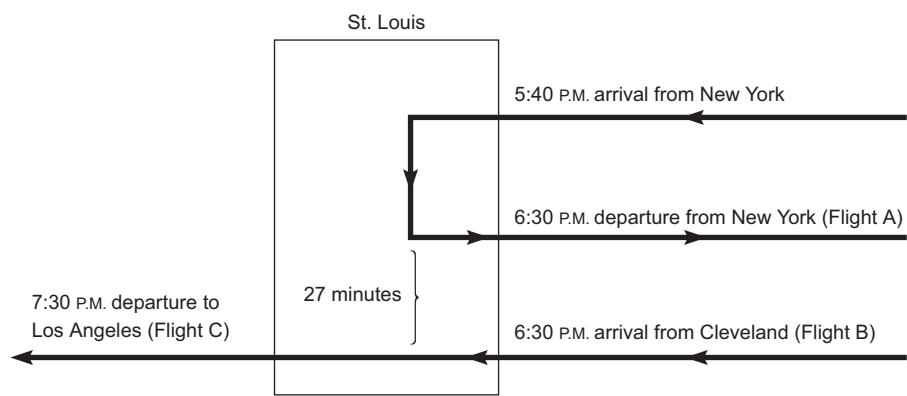 St. Louis
5:40 P.M. arrival from New York
6:30 P.M. departure from New York (Flight A)
27 minutes
7:30 P.M. departure to
Los Angeles (Flight C)
6:30 P.M. arrival from Cleveland (Flight B)